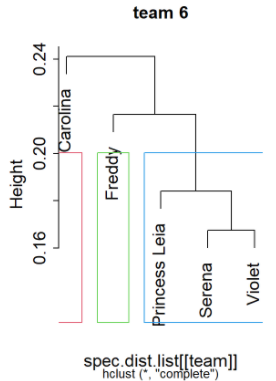 team 6
Height
0.24
0.20
0.16
Carolina
Freddy
Princess Leia
Serena
Violet
spec.dist.list[[team]]
hclust (*, "complete")